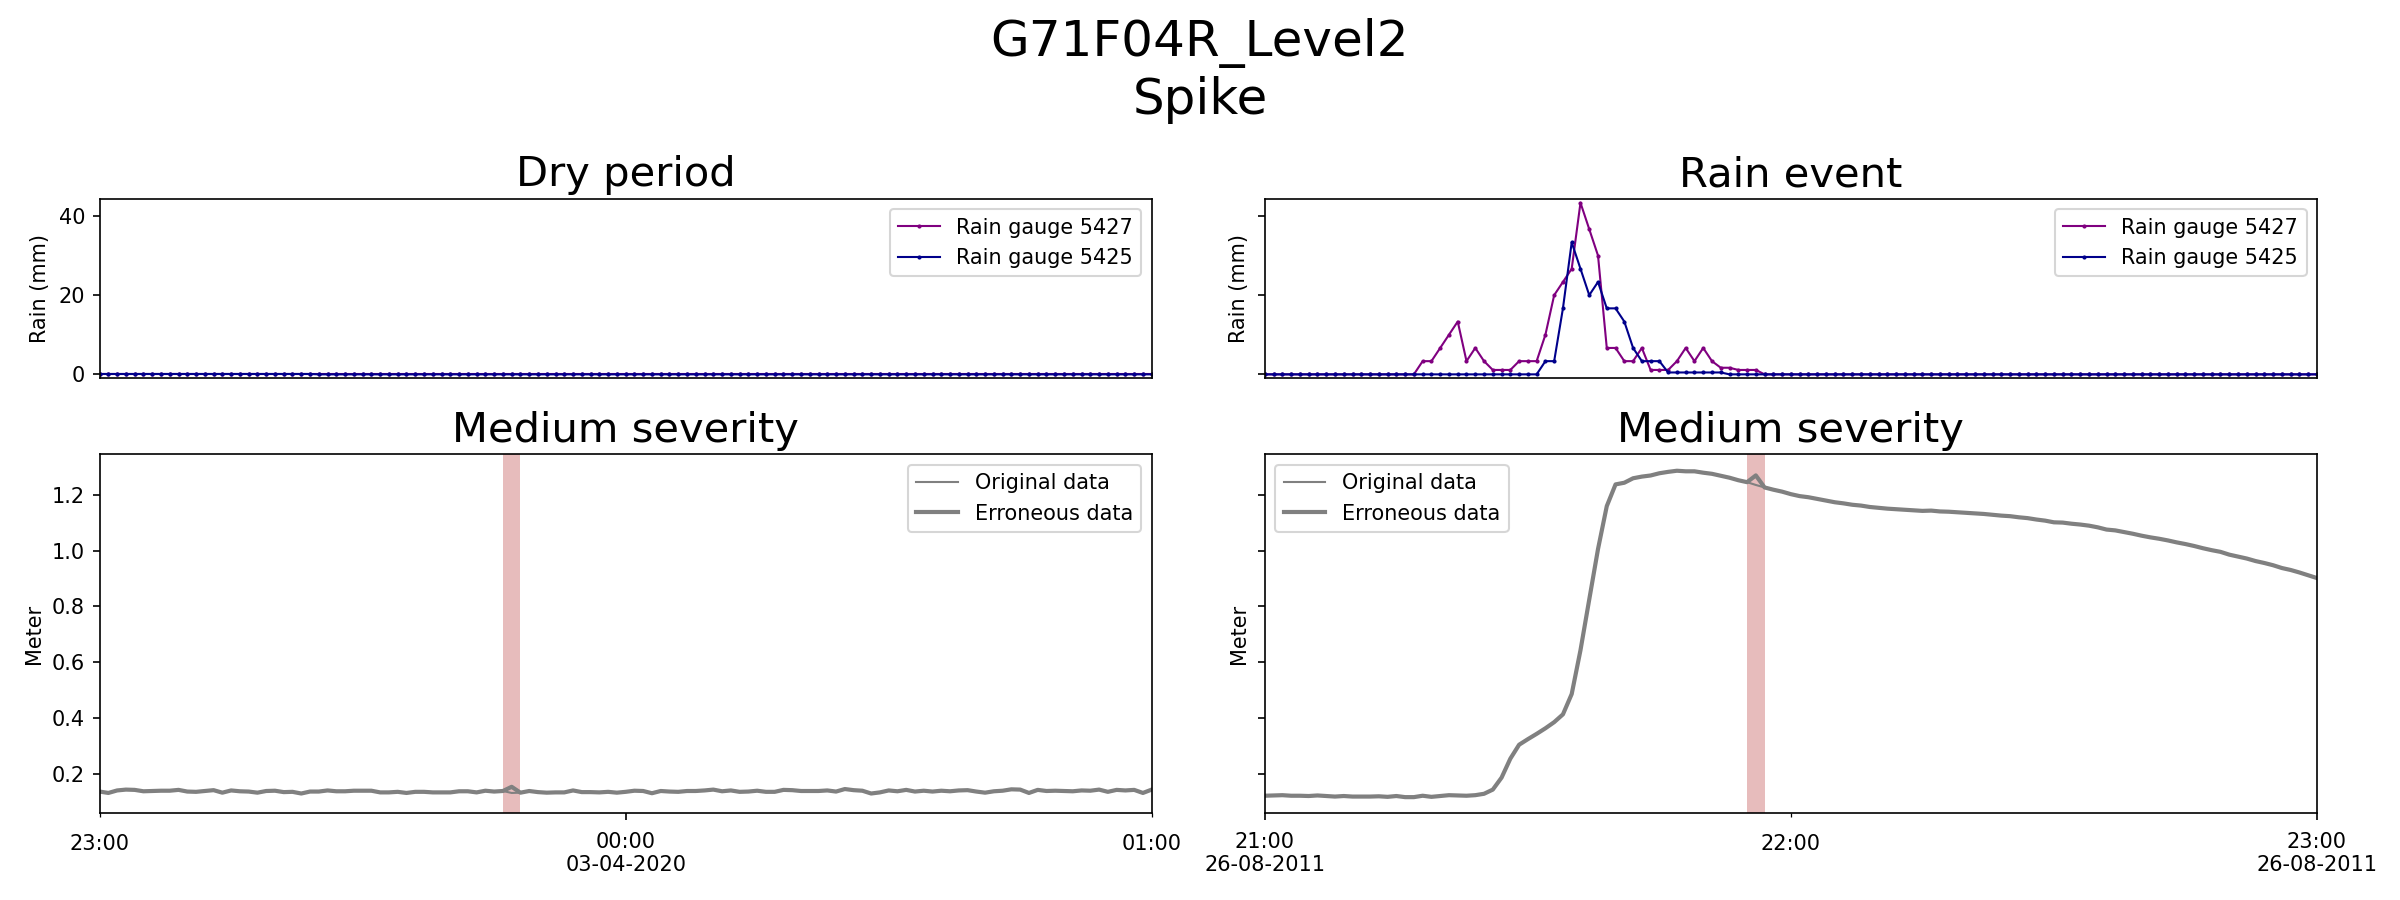 G71F04R_Level2
Spike
Dry period
Rain event
40
20
0
Rain (mm)
Rain gauge 5427
Rain gauge 5425
Rain (mm)
Rain gauge 5427
Rain gauge 5425
Medium severity
Medium severity
1.2
1.0
0.8
0.6
0.4
0.2
Meter
Original data
Erroneous data
Meter
Original data
Erroneous data
23:00
00:00
03-04-2020
01:00
21:00
26-08-2011
22:00
23:00
26-08-2011